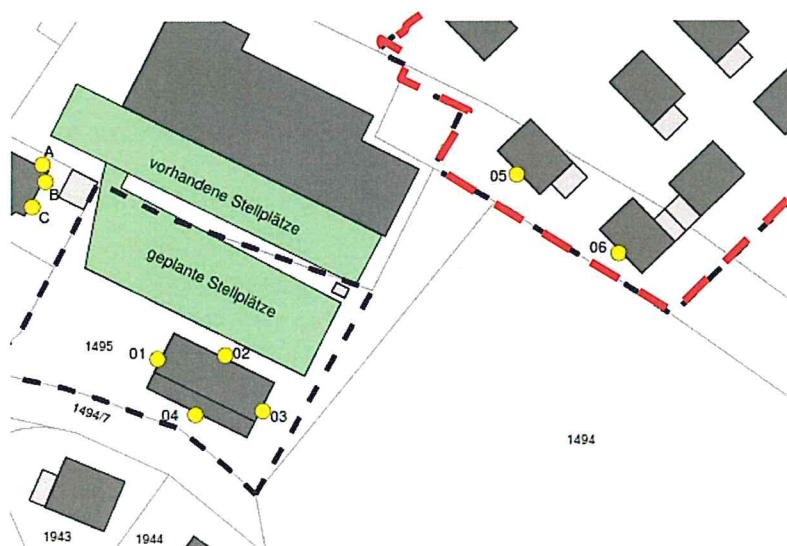 A
B
C
vorhandene Stellplätze
05
06
geplante Stellplätze
1495
01
02
03
04
1494/7
1494
1943
1944